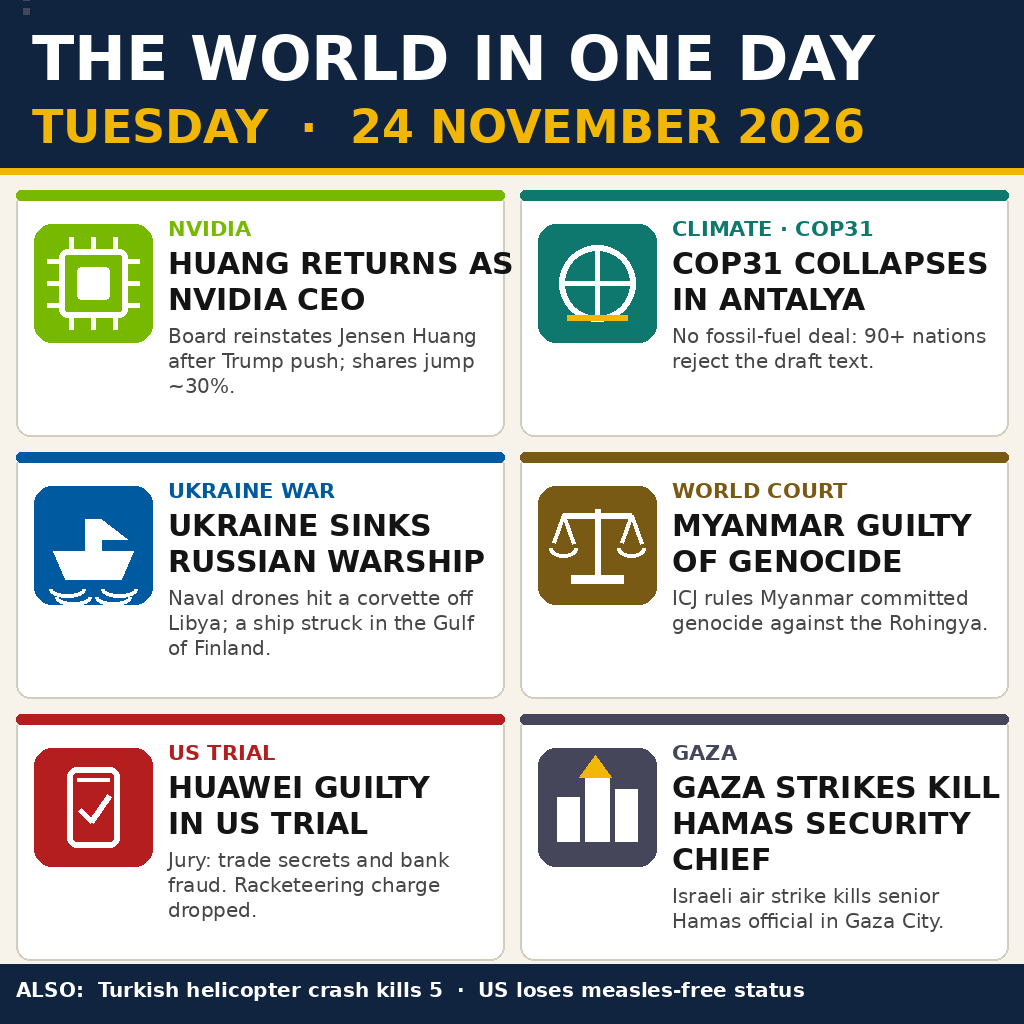 THE WORLD IN ONE DAY
TUESDAY · 24 NOVEMBER 2026
NVIDIA
HUANG RETURNS AS
NVIDIA CEO
Board reinstates Jensen Huang
after Trump push; shares jump
~30%.
CLIMATE · COP31
COP31 COLLAPSES
IN ANTALYA
No fossil-fuel deal: 90+ nations
reject the draft text.
UKRAINE WAR
UKRAINE SINKS
RUSSIAN WARSHIP
Naval drones hit a corvette off
Libya; a ship struck in the Gulf
of Finland.
WORLD COURT
MYANMAR GUILTY
OF GENOCIDE
ICJ rules Myanmar committed
genocide against the Rohingya.
US TRIAL
HUAWEI GUILTY
IN US TRIAL
Jury: trade secrets and bank
fraud. Racketeering charge
dropped.
GAZA
GAZA STRIKES KILL
HAMAS SECURITY
CHIEF
Israeli air strike kills senior
Hamas official in Gaza City.
ALSO: Turkish helicopter crash kills 5 · US loses measles-free status